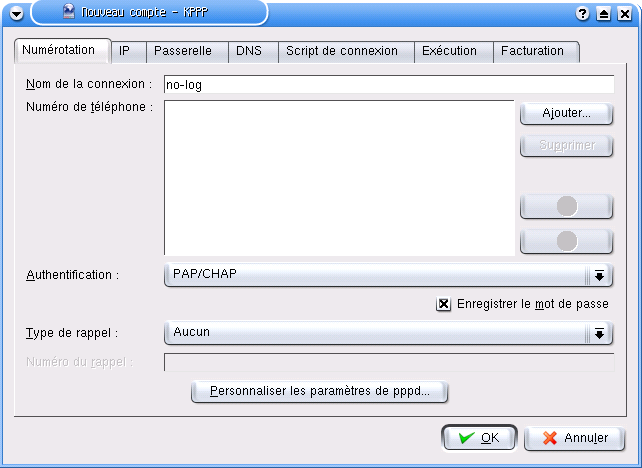 Nouveau compte - KPPP
Numérotation IP Passerelle DNS Script de connexion Exécution Facturation
Nom de la connexion : no-log
Numéro de téléphone :
Ajouter...
Supprimer
Authentification : PAP/CHAP
Enregistrer le mot de passe
Type de rappel : Aucun
Numéro du rappel :
Personnaliser les paramètres de pppd...
OK Annuler